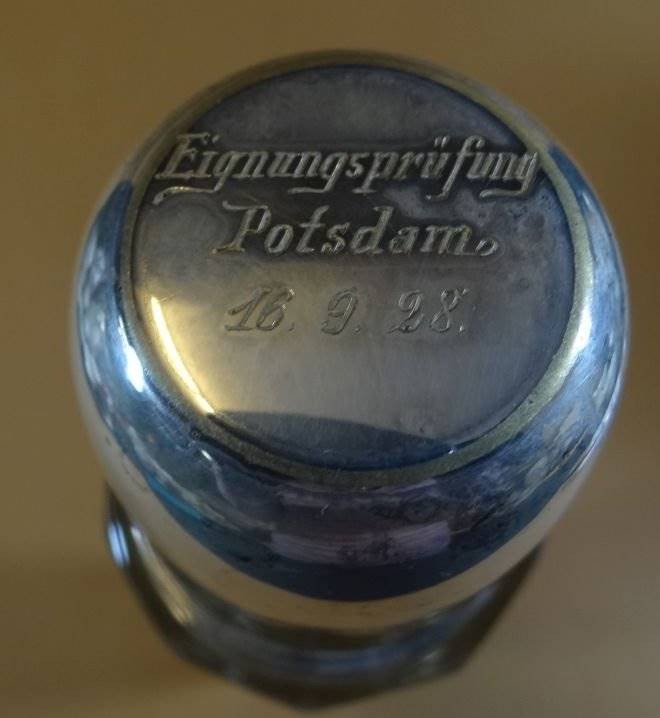 Eignungsprüfung
Potsdam.
16. 9. 28.